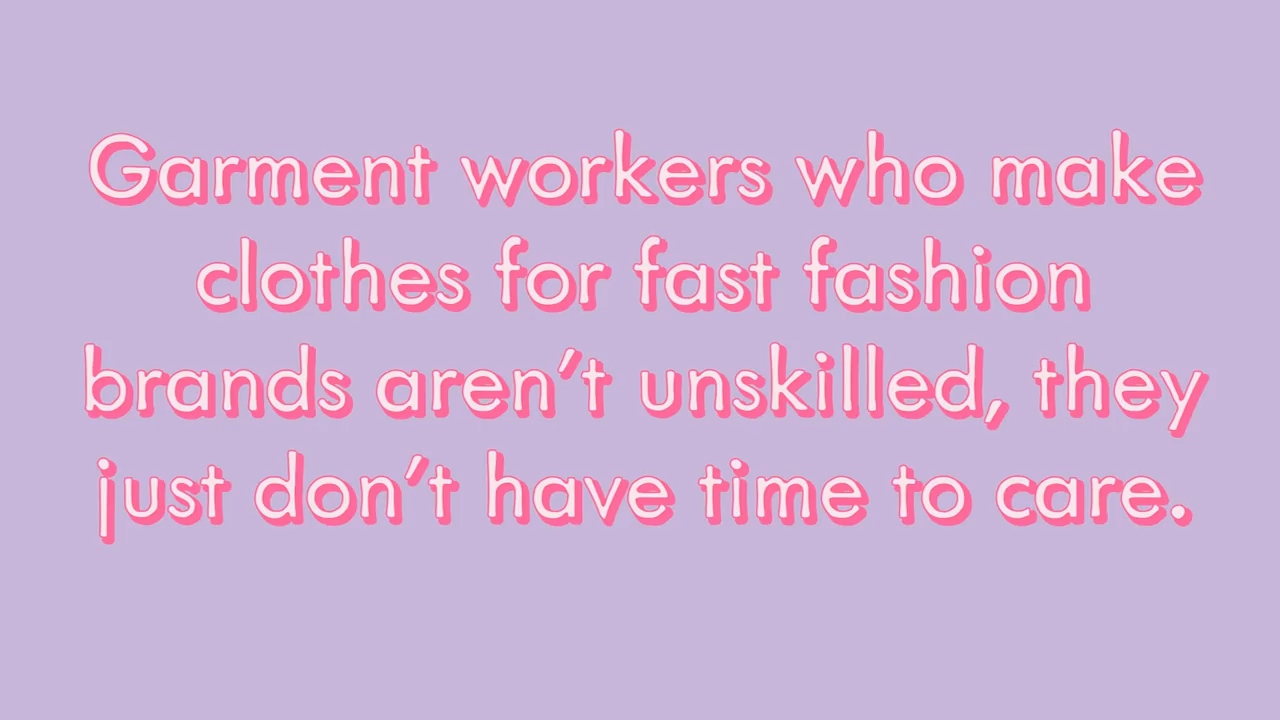 Garment workers who make
clothes for fast fashion
brands aren’t unskilled, they
just don’t have time to care.